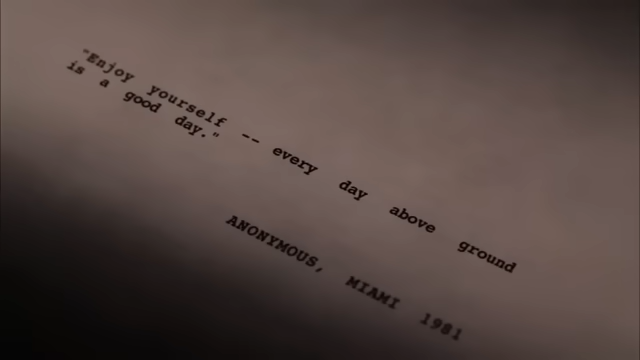 "Enjoy yourself -- every day above ground
is a good day."
ANONYMOUS, MIAMI 1981